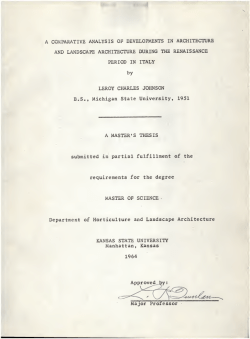 A COMPARATIVE ANALYSIS OF DEVELOPMENTS IN ARCHITECTURE
AND LANDSCAPE ARCHITECTURE DURING THE RENAISSANCE
PERIOD IN ITALY
by
LEROY CHARLES JOHNSON
B.S., Michigan State University, 1951
A MASTER'S THESIS
submitted in partial fulfillment of the
requirements for the degree
MASTER OF SCIENCE
Department of Horticulture and Landscape Architecture
KANSAS STATE UNIVERSITY
Manhattan, Kansas
1964
Approved by:
Major Professor